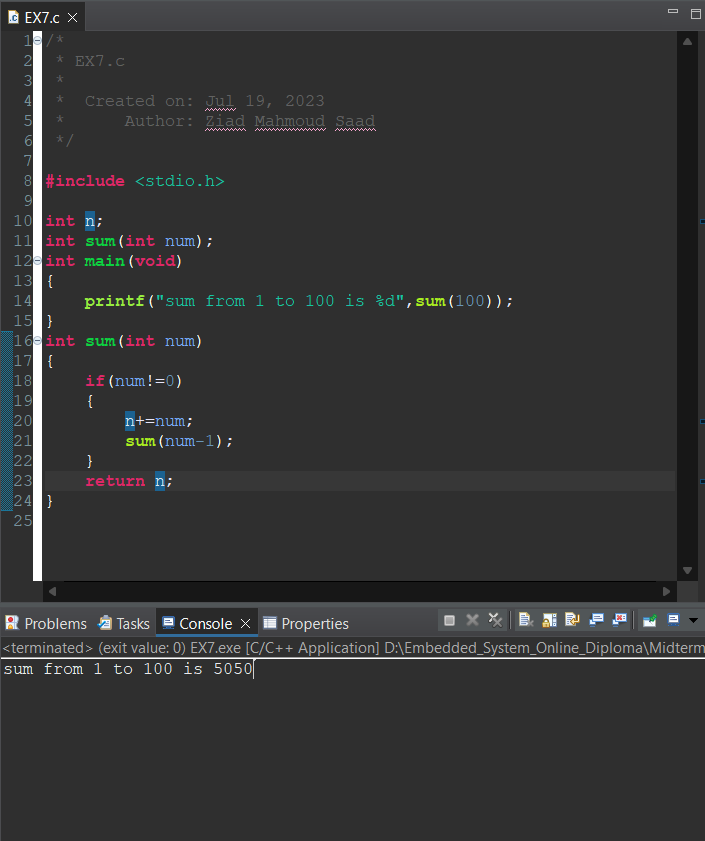 EX7.c
1 /*
2 * EX7.c
3 *
4 * Created on: Jul 19, 2023
5 * Author: Ziad Mahmoud Saad
6 */
7
8 #include <stdio.h>
9
10 int n;
11 int sum(int num);
12 int main(void)
13 {
14 printf("sum from 1 to 100 is %d",sum(100));
15 }
16 int sum(int num)
17 {
18 if(num!=0)
19 {
20 n+=num;
21 sum(num-1);
22 }
23 return n;
24 }
25
Problems Tasks Console Properties
<terminated> (exit value: 0) EX7.exe [C/C++ Application] D:\Embedded_System_Online_Diploma\Midterm
sum from 1 to 100 is 5050